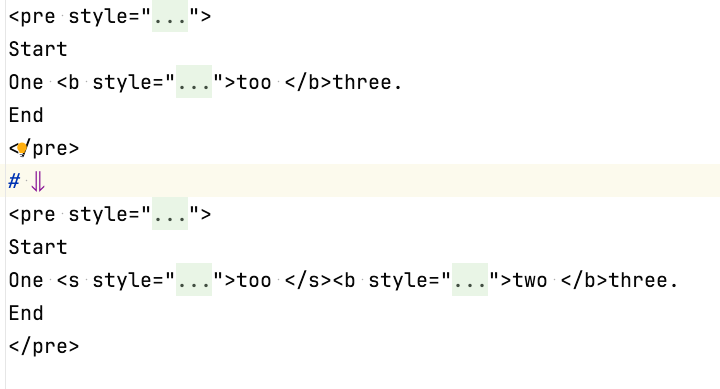 <pre style="...">
Start
One <b style="...">too </b>three.
End
</pre>
# ⇓
<pre style="...">
Start
One <s style="...">too </s><b style="...">two </b>three.
End
</pre>